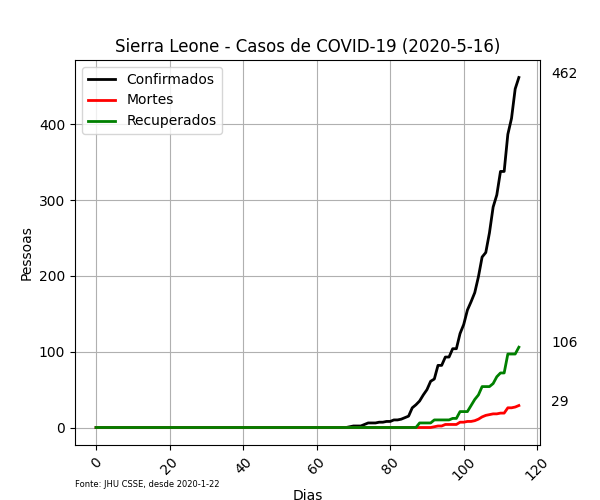 Sierra Leone - Casos de COVID-19 (2020-5-16)
Confirmados
Mortes
Recuperados
462
106
29
Pessoas
400
300
200
100
0
0
20
40
60
80
100
120
Fonte: JHU CSSE, desde 2020-1-22
Dias